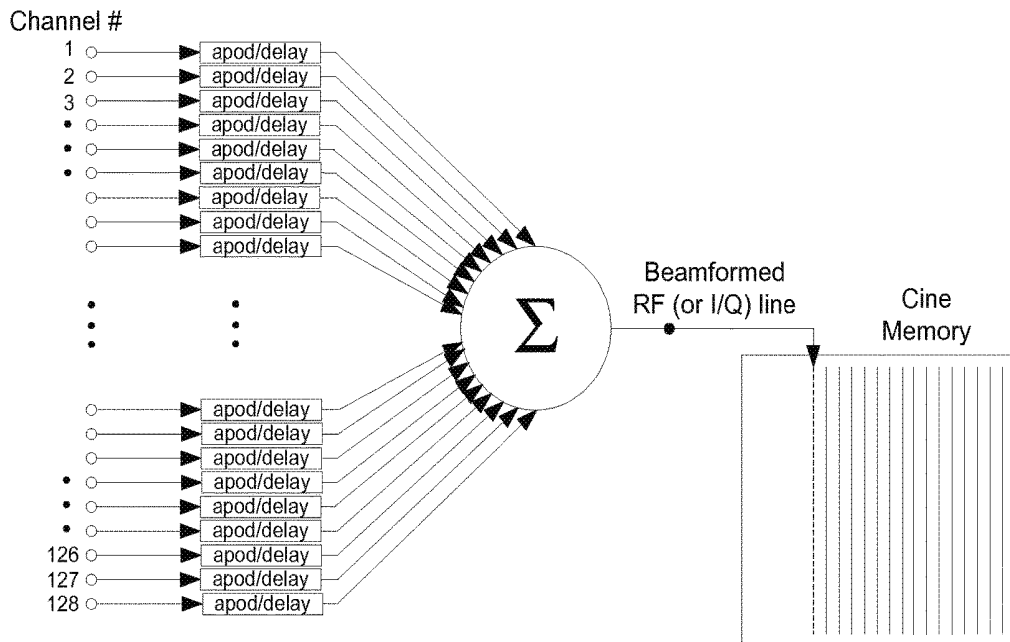 Channel #
1 apod/delay
2 apod/delay
3 apod/delay
• apod/delay
• apod/delay
• apod/delay
apod/delay
apod/delay
apod/delay
Σ
Beamformed
RF (or I/Q) line
Cine
Memory
apod/delay
apod/delay
apod/delay
• apod/delay
• apod/delay
• apod/delay
126 apod/delay
127 apod/delay
128 apod/delay